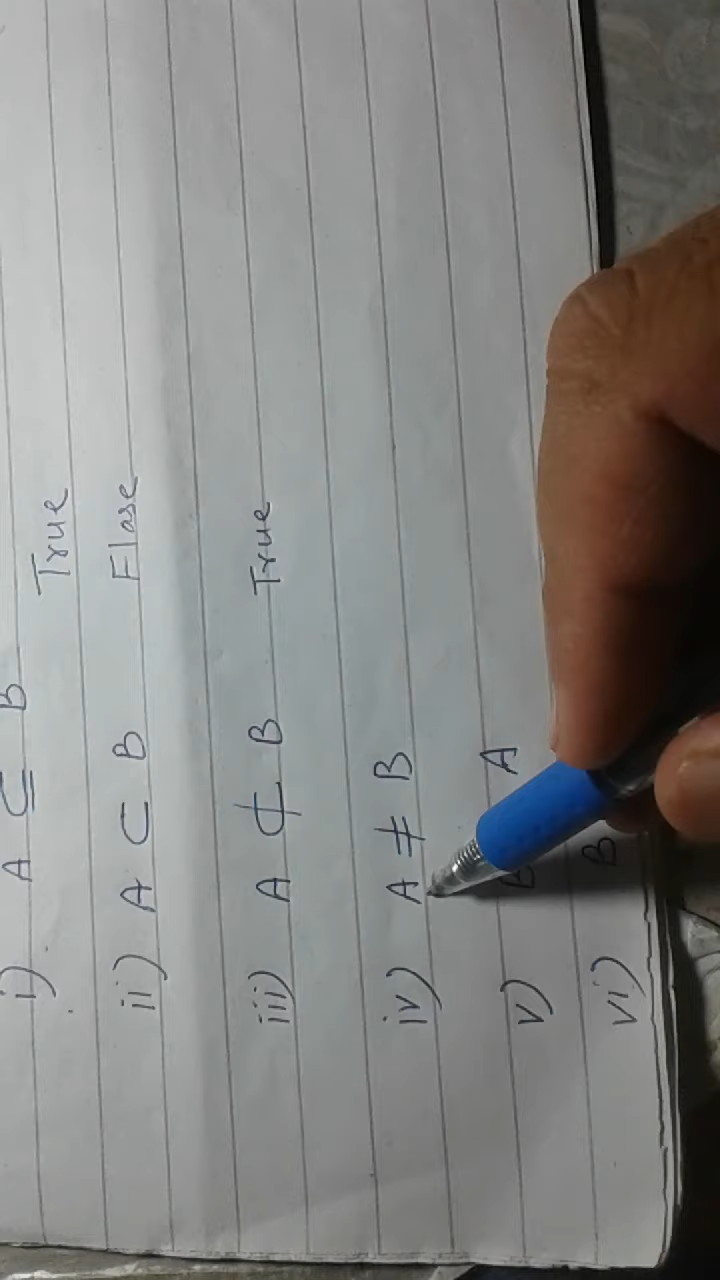 i) A ⊆ B True
ii) A ⊂ B Flase
iii) A ⊄ B True
iv) A ≠ B
v) B A
vi) B